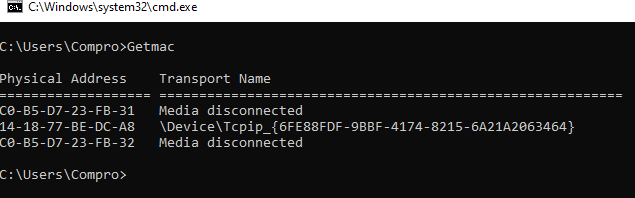 C:\Windows\system32\cmd.exe
C:\Users\Compro>Getmac
Physical Address    Transport Name
=================== ==========================================================
C0-B5-D7-23-FB-31   Media disconnected
14-18-77-BE-DC-A8   \Device\Tcpip_{6FE88FDF-9BBF-4174-8215-6A21A2063464}
C0-B5-D7-23-FB-32   Media disconnected
C:\Users\Compro>